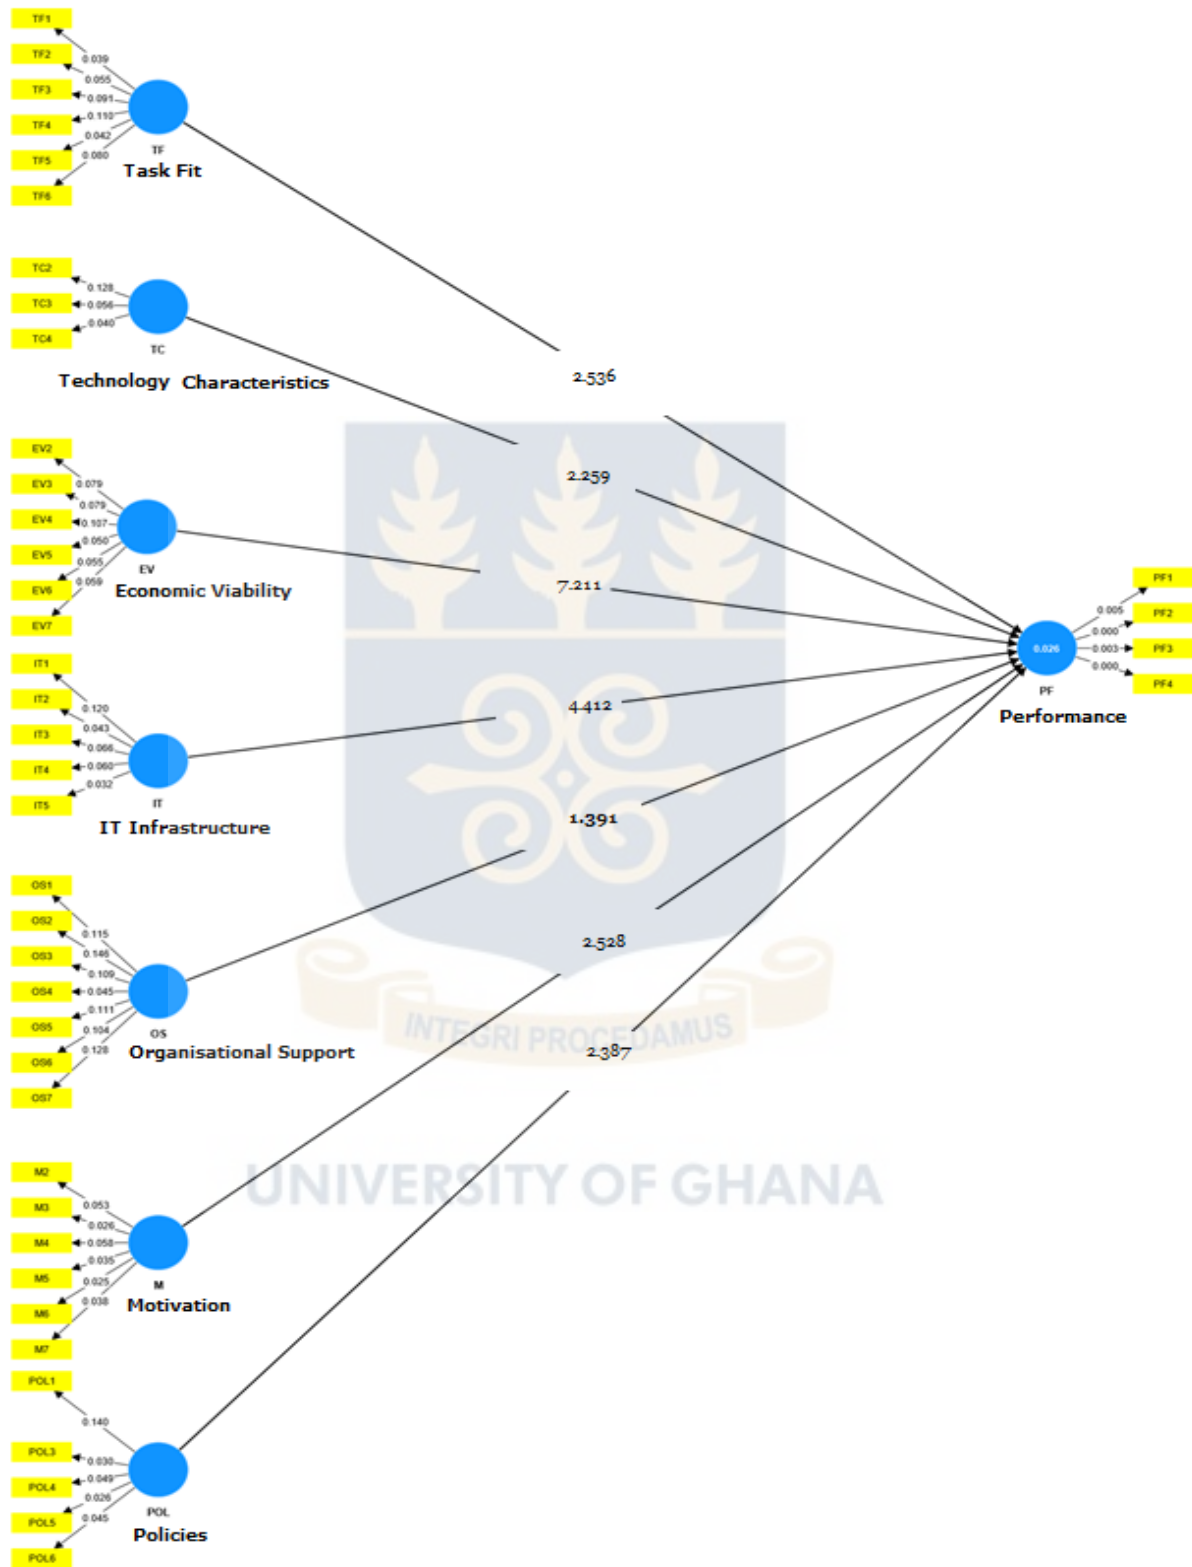 TF1
TF2
TF3
TF4
TF5
TF6
0.039
0.055
0.091
0.110
0.042
0.080
TF
Task Fit
TC2
TC3
TC4
0.128
0.056
0.040
TC
Technology Characteristics
2.536
2.259
EV2
EV3
EV4
EV5
EV6
EV7
0.079
0.079
0.107
0.050
0.055
0.059
EV
Economic Viability
7.211
IT1
IT2
IT3
IT4
IT5
0.120
0.043
0.066
0.060
0.032
IT
IT Infrastructure
4.412
PF1
PF2
PF3
PF4
0.005
0.000
0.003
0.000
0.026
PF
Performance
1.391
OS1
OS2
OS3
OS4
OS5
OS6
OS7
0.115
0.146
0.109
0.045
0.111
0.104
0.128
OS
Organisational Support
2.528
INTEGRI PROCEDAMUS
2.387
UNIVERSITY OF GHANA
M2
M3
M4
M5
M6
M7
0.053
0.026
0.058
0.035
0.025
0.038
M
Motivation
POL1
POL3
POL4
POL5
POL6
0.140
0.030
0.049
0.026
0.045
POL
Policies